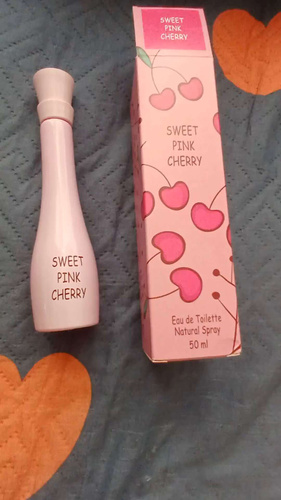 SWEET
PINK
CHERRY
SWEET
PINK
CHERRY
Eau de Toilette
Natural Spray
50 ml
SWEET
PINK
CHERRY